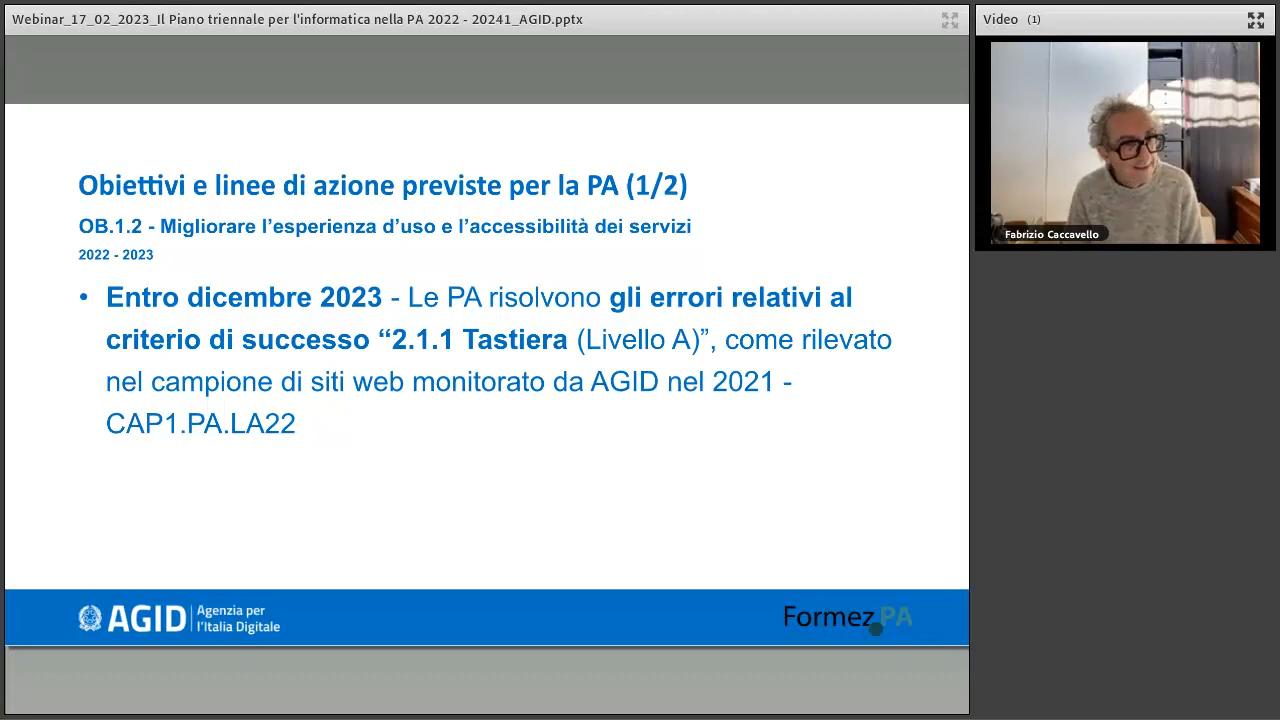 Webinar_17_02_2023_Il Piano triennale per l'informatica nella PA 2022 - 20241_AGID.pptx
Video (1)
Fabrizio Caccavello
Obiettivi e linee di azione previste per la PA (1/2)
OB.1.2 - Migliorare l’esperienza d’uso e l’accessibilità dei servizi
2022 - 2023
• Entro dicembre 2023 - Le PA risolvono gli errori relativi al
criterio di successo “2.1.1 Tastiera (Livello A)”, come rilevato
nel campione di siti web monitorato da AGID nel 2021 -
CAP1.PA.LA22
AGID
Agenzia per
l’Italia Digitale
Formez PA